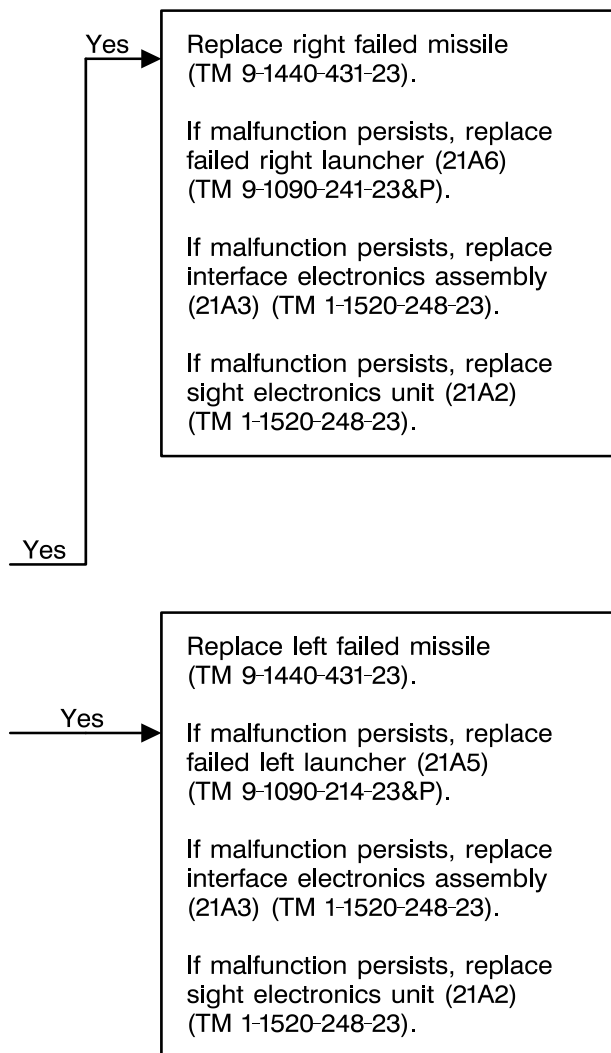 Yes
Replace right failed missile
(TM 9-1440-431-23).
If malfunction persists, replace
failed right launcher (21A6)
(TM 9-1090-241-23&P).
If malfunction persists, replace
interface electronics assembly
(21A3) (TM 1-1520-248-23).
If malfunction persists, replace
sight electronics unit (21A2)
(TM 1-1520-248-23).
Yes
Replace left failed missile
(TM 9-1440-431-23).
Yes
If malfunction persists, replace
failed left launcher (21A5)
(TM 9-1090-214-23&P).
If malfunction persists, replace
interface electronics assembly
(21A3) (TM 1-1520-248-23).
If malfunction persists, replace
sight electronics unit (21A2)
(TM 1-1520-248-23).